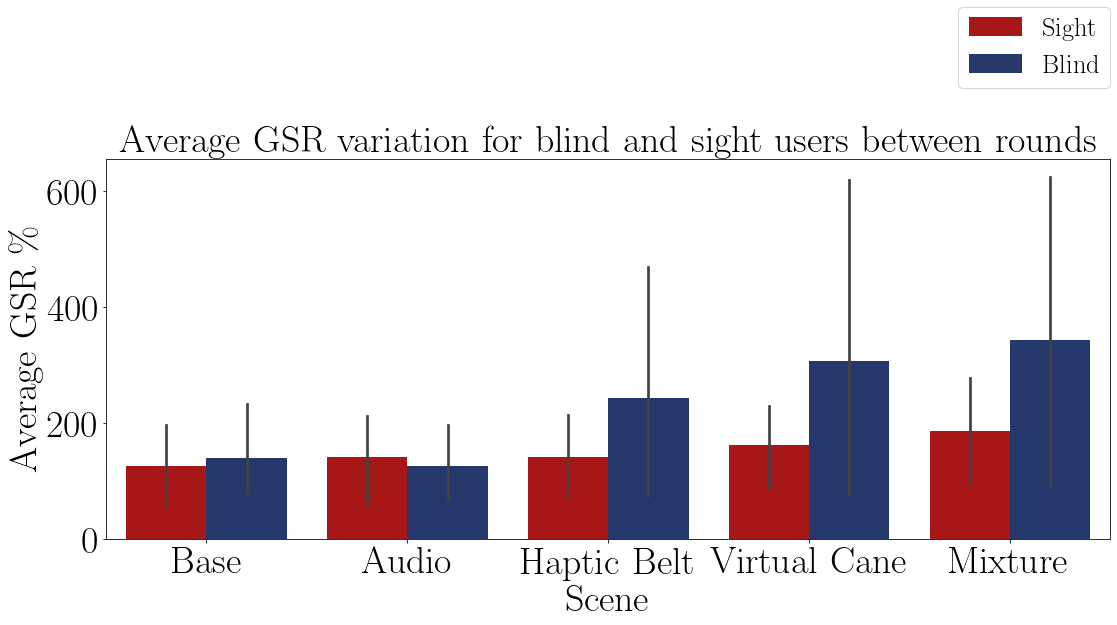 Sight
Blind
Average GSR variation for blind and sight users between rounds
Average GSR %
600
400
200
0
Base Audio Haptic Belt Virtual Cane Mixture
Scene